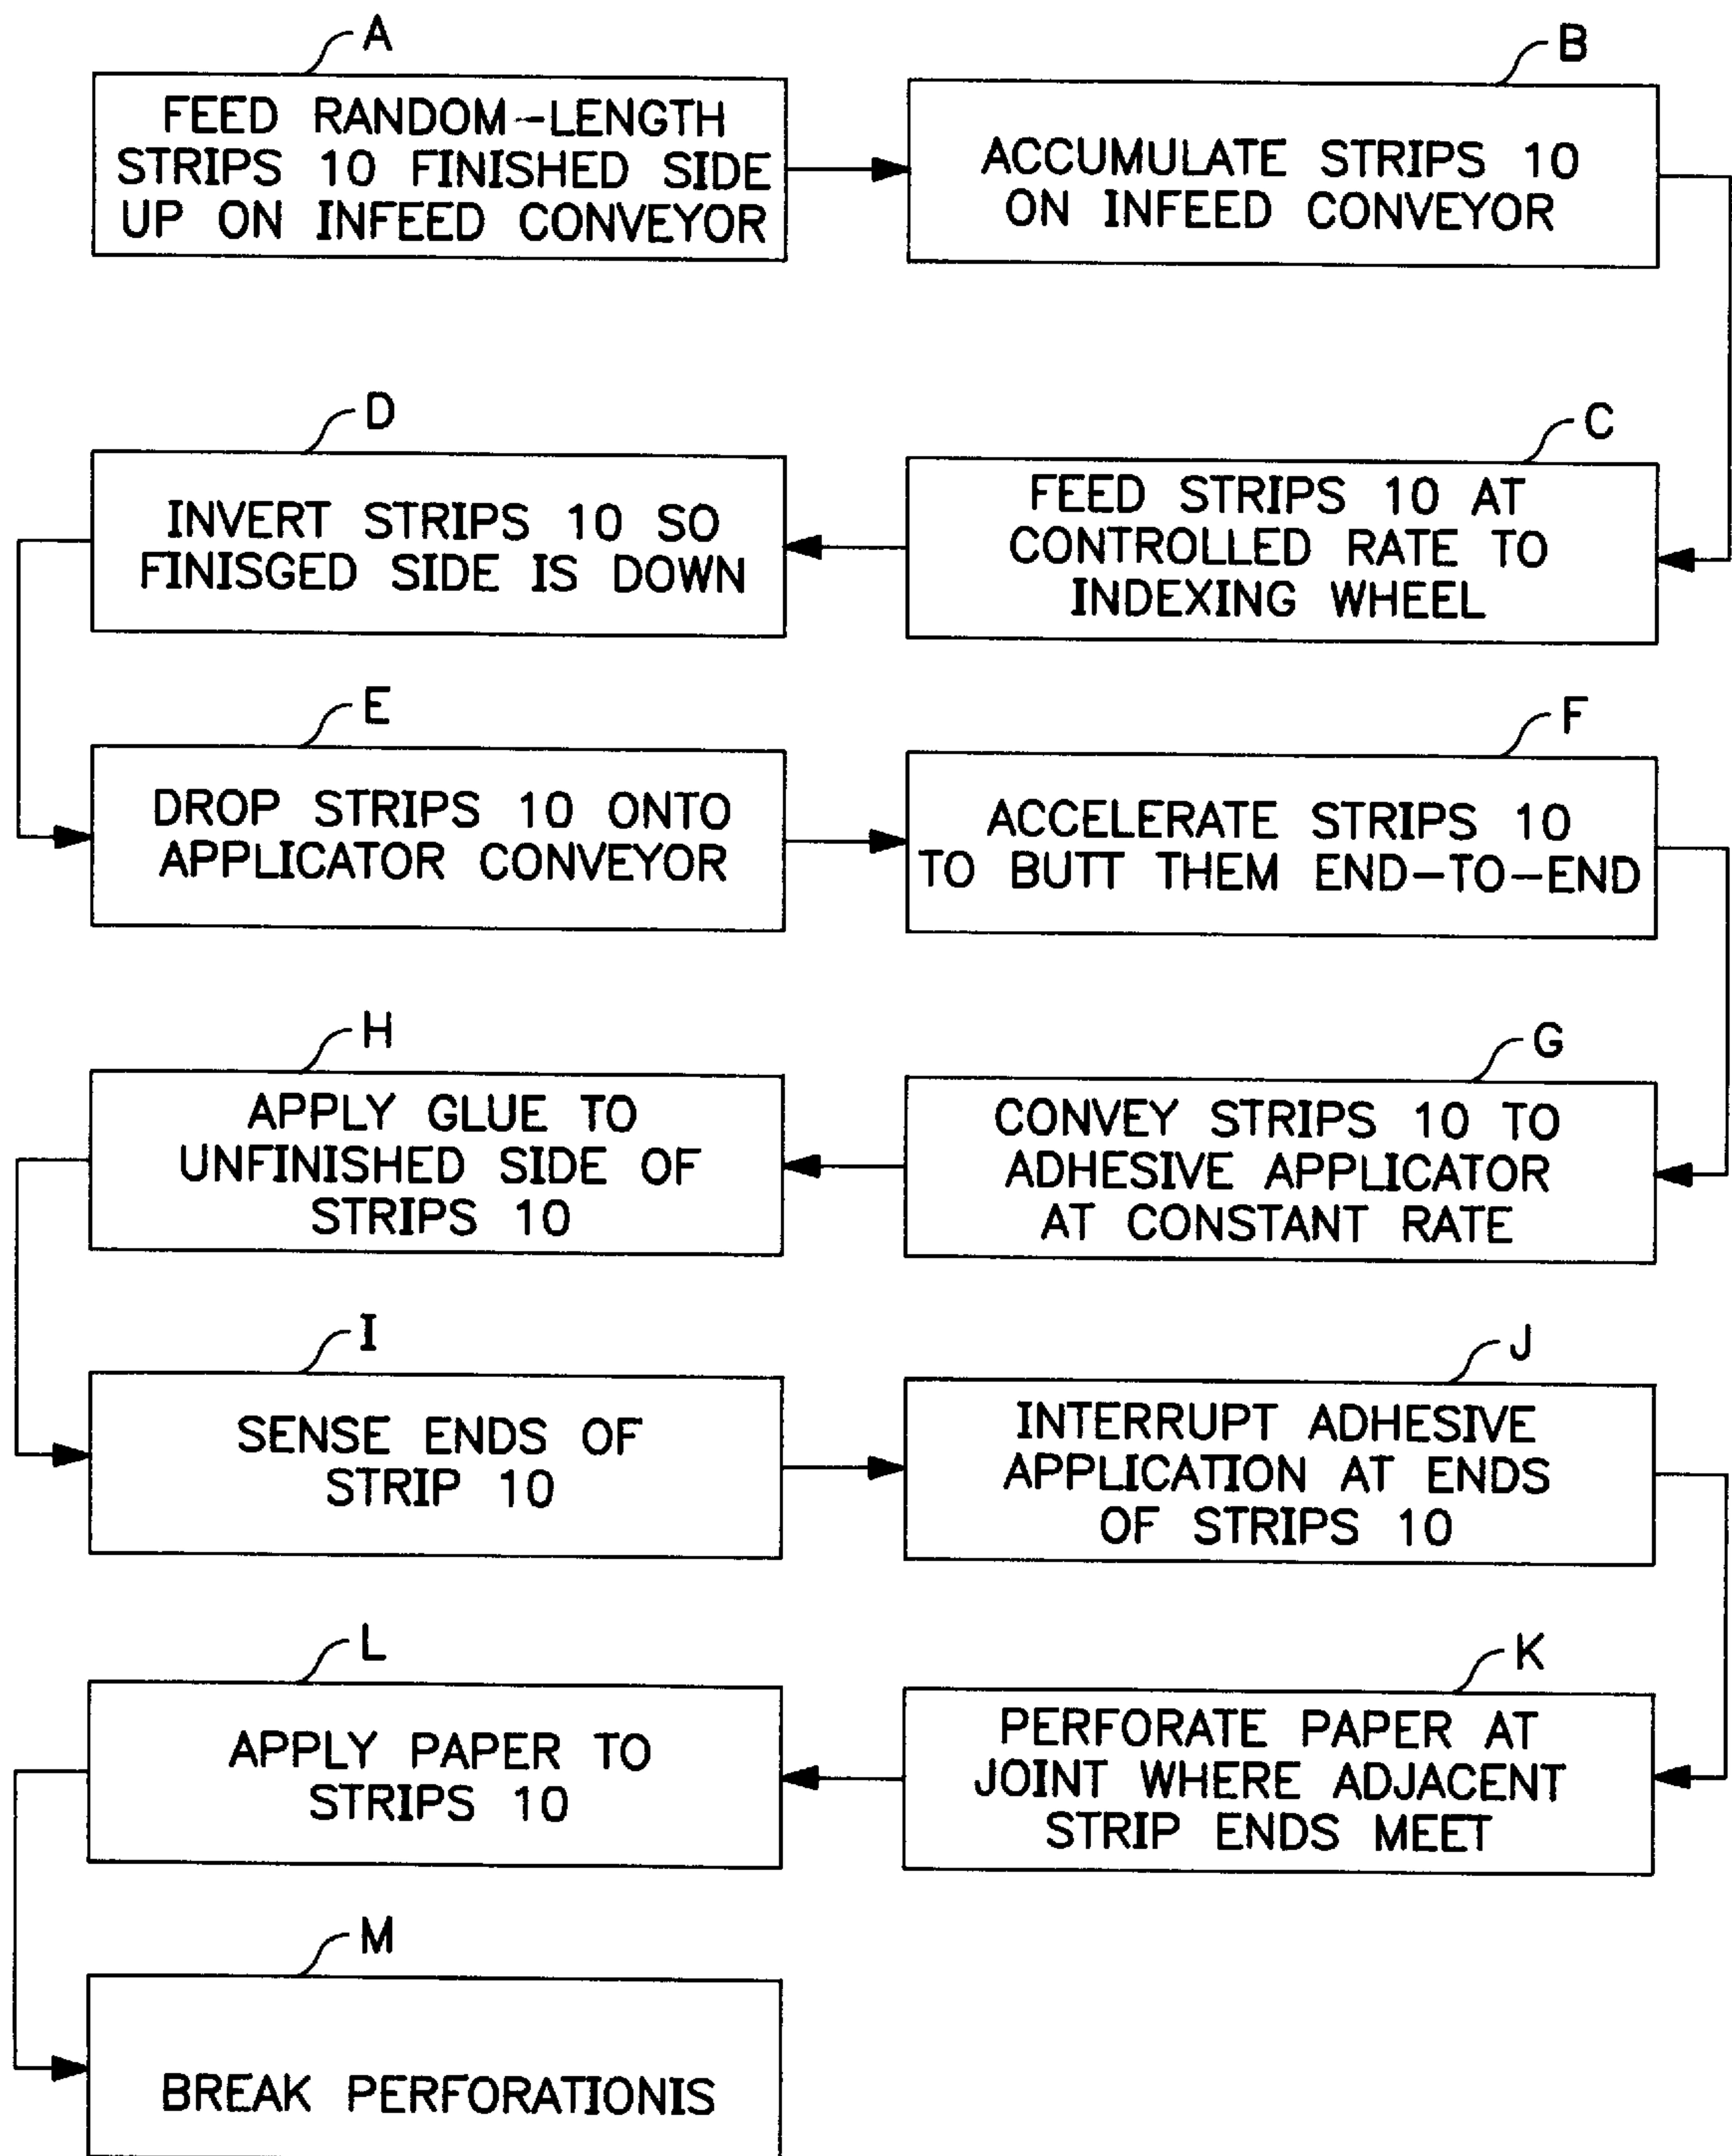 A
FEED RANDOM-LENGTH
STRIPS 10 FINISHED SIDE
UP ON INFEED CONVEYOR
B
ACCUMULATE STRIPS 10
ON INFEED CONVEYOR
C
FEED STRIPS 10 AT
CONTROLLED RATE TO
INDEXING WHEEL
D
INVERT STRIPS 10 SO
FINISGED SIDE IS DOWN
E
DROP STRIPS 10 ONTO
APPLICATOR CONVEYOR
F
ACCELERATE STRIPS 10
TO BUTT THEM END-TO-END
G
CONVEY STRIPS 10 TO
ADHESIVE APPLICATOR
AT CONSTANT RATE
H
APPLY GLUE TO
UNFINISHED SIDE OF
STRIPS 10
I
SENSE ENDS OF
STRIP 10
J
INTERRUPT ADHESIVE
APPLICATION AT ENDS
OF STRIPS 10
K
PERFORATE PAPER AT
JOINT WHERE ADJACENT
STRIP ENDS MEET
L
APPLY PAPER TO
STRIPS 10
M
BREAK PERFORATIONIS